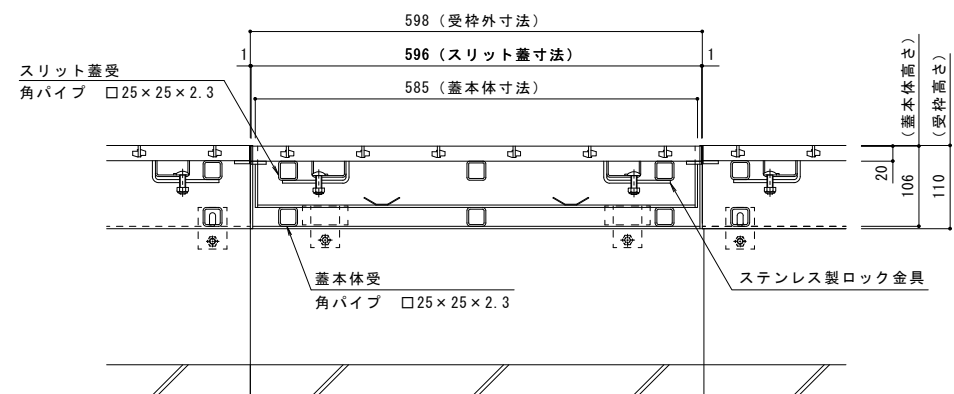 598（受枠外寸法）
1
596（スリット蓋寸法）
1
585（蓋本体寸法）
スリット蓋受
角パイプ　□25×25×2.3
20
106
（蓋本体高さ）
110
（受枠高さ）
蓋本体受
角パイプ　□25×25×2.3
ステンレス製ロック金具